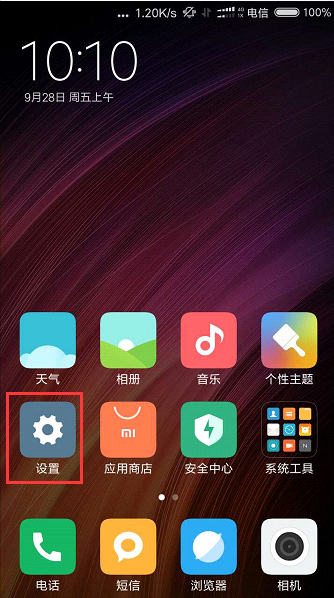 ... 1.20K/s 4G 1X 电信 100%
10:10
9月28日 周五上午
天气 相册 音乐 个性主题
mi
设置 应用商店 安全中心 系统工具
电话 短信 浏览器 相机